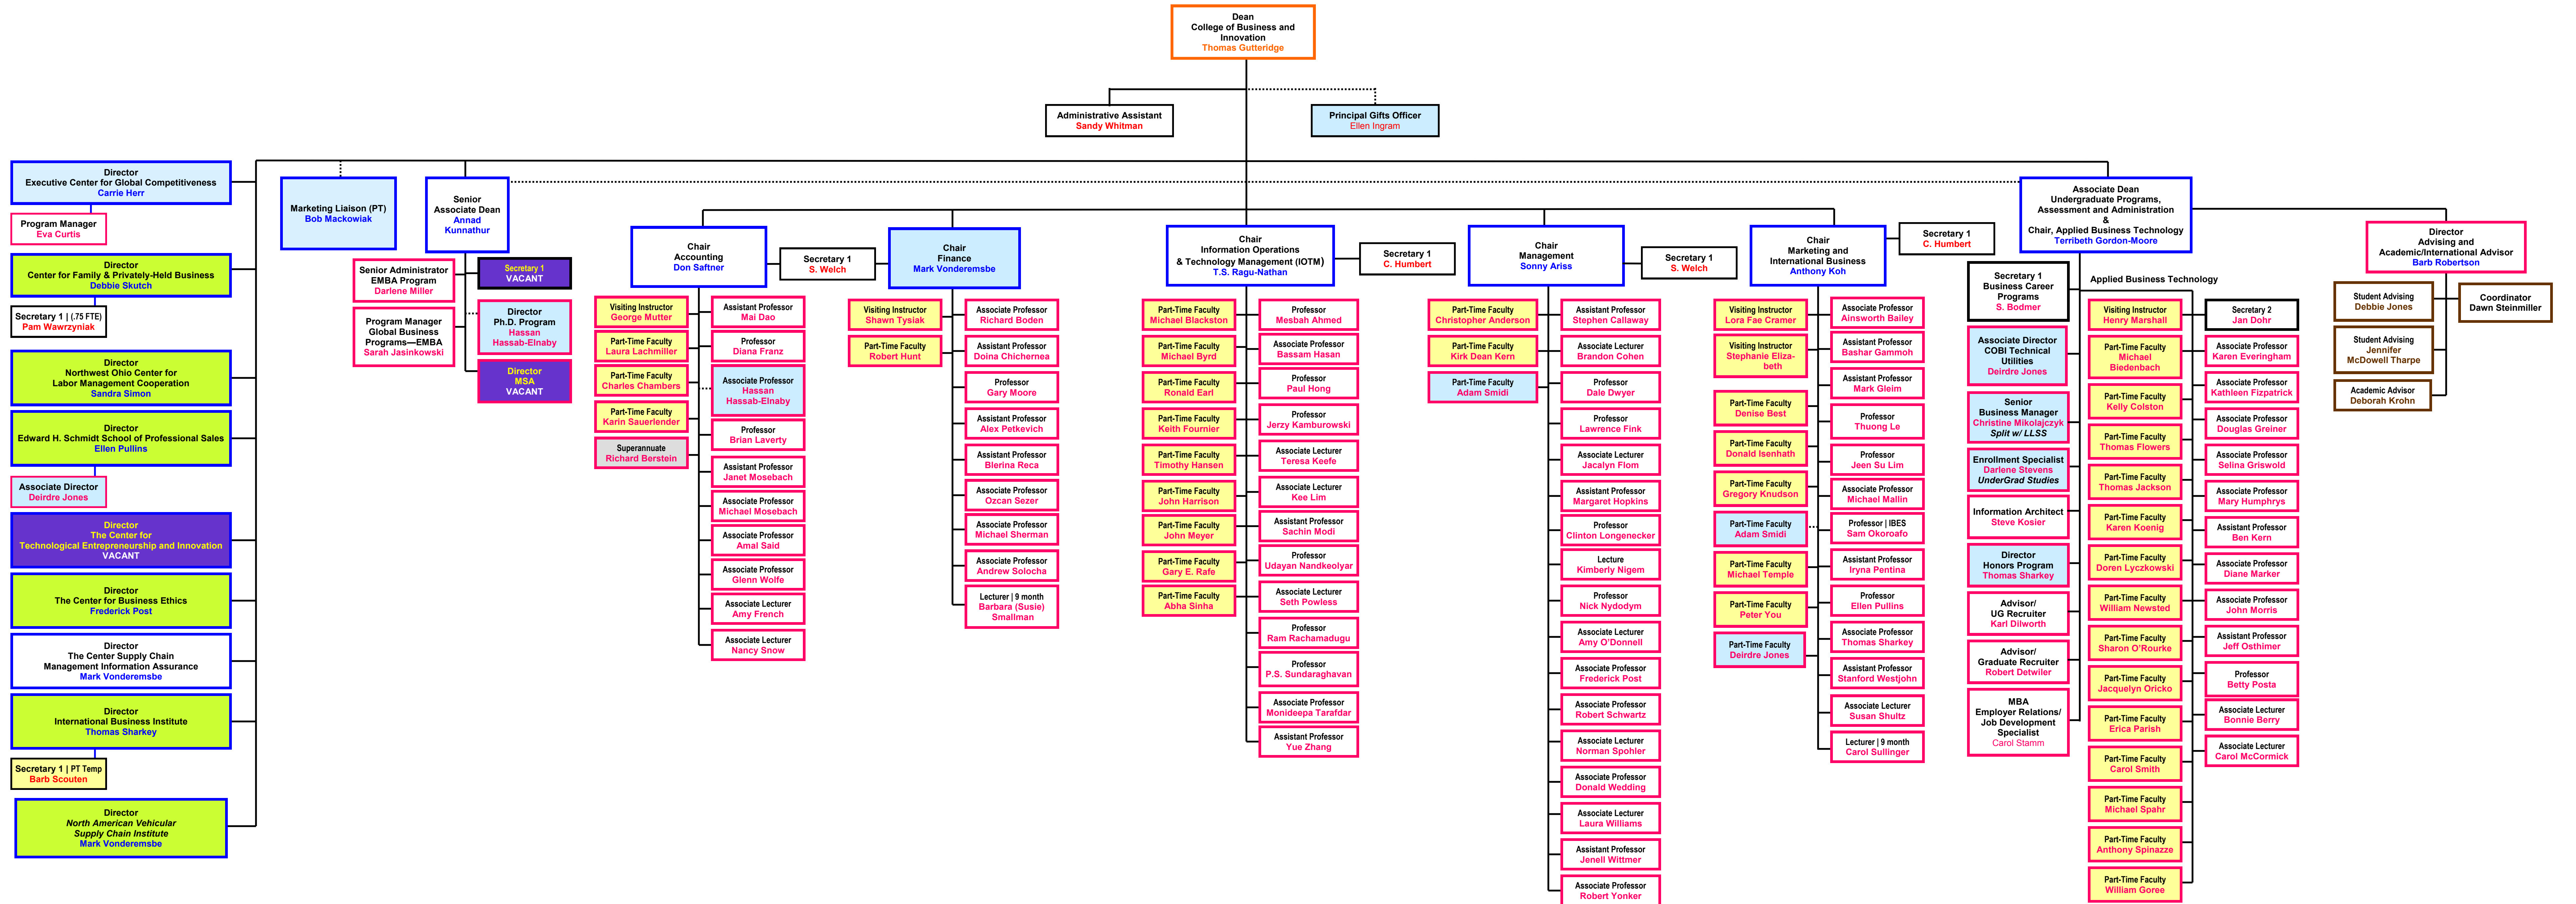 Dean
College of Business and
Innovation
Thomas Gutteridge
Administrative Assistant
Sandy Whitman
Principal Gifts Officer
Ellen Ingram
Director
Executive Center for Global Competitiveness
Carrie Herr
Program Manager
Eva Curtis
Director
Center for Family & Privately-Held Business
Debbie Skutch
Secretary 1 | (.75 FTE)
Pam Wawrzyniak
Director
Northwest Ohio Center for
Labor Management Cooperation
Sandra Simon
Director
Edward H. Schmidt School of Professional Sales
Ellen Pullins
Associate Director
Deirdre Jones
Director
The Center for
Technological Entrepreneurship and Innovation
VACANT
Director
The Center for Business Ethics
Frederick Post
Director
The Center Supply Chain
Management Information Assurance
Mark Vonderembse
Director
International Business Institute
Thomas Sharkey
Secretary 1 | PT Temp
Barb Scouten
Director
North American Vehicular
Supply Chain Institute
Mark Vonderembse
Marketing Liaison (PT)
Bob Mackowiak
Senior
Associate Dean
Annad
Kunnathur
Senior Administrator
EMBA Program
Darlene Miller
Program Manager
Global Business
Programs—EMBA
Sarah Jasinkowski
Secretary 1
VACANT
Director
Ph.D. Program
Hassan
Hassab-Elnaby
Director
MSA
VACANT
Chair
Accounting
Don Saftner
Secretary 1
S. Welch
Visiting Instructor
George Mutter
Part-Time Faculty
Laura Lachmiller
Part-Time Faculty
Charles Chambers
Part-Time Faculty
Karin Sauerlender
Superannuate
Richard Berstein
Assistant Professor
Mai Dao
Professor
Diana Franz
Associate Professor
Hassan
Hassab-Elnaby
Professor
Brian Laverty
Assistant Professor
Janet Mosebach
Associate Professor
Michael Mosebach
Associate Professor
Amal Said
Associate Professor
Glenn Wolfe
Associate Lecturer
Amy French
Associate Lecturer
Nancy Snow
Chair
Finance
Mark Vonderemsbe
Visiting Instructor
Shawn Tysiak
Part-Time Faculty
Robert Hunt
Associate Professor
Richard Boden
Assistant Professor
Doina Chichernea
Professor
Gary Moore
Assistant Professor
Alex Petkevich
Assistant Professor
Blerina Reca
Associate Professor
Ozcan Sezer
Associate Professor
Michael Sherman
Associate Professor
Andrew Solocha
Lecturer | 9 month
Barbara (Susie)
Smallman
Chair
Information Operations
& Technology Management (IOTM)
T.S. Ragu-Nathan
Secretary 1
C. Humbert
Part-Time Faculty
Michael Blackston
Part-Time Faculty
Michael Byrd
Part-Time Faculty
Ronald Earl
Part-Time Faculty
Keith Fournier
Part-Time Faculty
Timothy Hansen
Part-Time Faculty
John Harrison
Part-Time Faculty
John Meyer
Part-Time Faculty
Gary E. Rafe
Part-Time Faculty
Abha Sinha
Professor
Mesbah Ahmed
Associate Professor
Bassam Hasan
Professor
Paul Hong
Professor
Jerzy Kamburowski
Associate Lecturer
Teresa Keefe
Associate Lecturer
Kee Lim
Assistant Professor
Sachin Modi
Professor
Udayan Nandkeolyar
Associate Lecturer
Seth Powless
Professor
Ram Rachamadugu
Professor
P.S. Sundaraghavan
Associate Professor
Monideepa Tarafdar
Assistant Professor
Yue Zhang
Chair
Management
Sonny Ariss
Secretary 1
S. Welch
Part-Time Faculty
Christopher Anderson
Part-Time Faculty
Kirk Dean Kern
Part-Time Faculty
Adam Smidi
Assistant Professor
Stephen Callaway
Associate Lecturer
Brandon Cohen
Professor
Dale Dwyer
Professor
Lawrence Fink
Associate Lecturer
Jacalyn Flom
Assistant Professor
Margaret Hopkins
Professor
Clinton Longenecker
Lecture
Kimberly Nigem
Professor
Nick Nydodym
Associate Lecturer
Amy O'Donnell
Associate Professor
Frederick Post
Associate Professor
Robert Schwartz
Associate Lecturer
Norman Spohler
Associate Professor
Donald Wedding
Associate Lecturer
Laura Williams
Assistant Professor
Jenell Wittmer
Associate Professor
Robert Yonker
Chair
Marketing and
International Business
Anthony Koh
Secretary 1
C. Humbert
Visiting Instructor
Lora Fae Cramer
Visiting Instructor
Stephanie Eliza-
beth
Part-Time Faculty
Denise Best
Part-Time Faculty
Donald Isenhath
Part-Time Faculty
Gregory Knudson
Part-Time Faculty
Adam Smidi
Part-Time Faculty
Michael Temple
Part-Time Faculty
Peter You
Part-Time Faculty
Deirdre Jones
Associate Professor
Ainsworth Bailey
Assistant Professor
Bashar Gammoh
Assistant Professor
Mark Gleim
Professor
Thuong Le
Professor
Jeen Su Lim
Associate Professor
Michael Mallin
Professor | IBES
Sam Okoroafo
Assistant Professor
Iryna Pentina
Professor
Ellen Pullins
Associate Professor
Thomas Sharkey
Assistant Professor
Stanford Westjohn
Associate Lecturer
Susan Shultz
Lecturer | 9 month
Carol Sullinger
Associate Dean
Undergraduate Programs,
Assessment and Administration
&
Chair, Applied Business Technology
Terribeth Gordon-Moore
Secretary 1
Business Career
Programs
S. Bodmer
Associate Director
COBI Technical
Utilities
Deirdre Jones
Senior
Business Manager
Christine Mikolajczyk
Split w/ LLSS
Enrollment Specialist
Darlene Stevens
UnderGrad Studies
Information Architect
Steve Kosier
Director
Honors Program
Thomas Sharkey
Advisor/
UG Recruiter
Karl Dilworth
Advisor/
Graduate Recruiter
Robert Detwiler
MBA
Employer Relations/
Job Development
Specialist
Carol Stamm
Applied Business Technology
Visiting Instructor
Henry Marshall
Part-Time Faculty
Michael
Biedenbach
Part-Time Faculty
Kelly Colston
Part-Time Faculty
Thomas Flowers
Part-Time Faculty
Thomas Jackson
Part-Time Faculty
Karen Koenig
Part-Time Faculty
Doren Lyczkowski
Part-Time Faculty
William Newsted
Part-Time Faculty
Sharon O'Rourke
Part-Time Faculty
Jacquelyn Oricko
Part-Time Faculty
Erica Parish
Part-Time Faculty
Carol Smith
Part-Time Faculty
Michael Spahr
Part-Time Faculty
Anthony Spinazze
Part-Time Faculty
William Goree
Secretary 2
Jan Dohr
Associate Professor
Karen Everingham
Associate Professor
Kathleen Fizpatrick
Associate Professor
Douglas Greiner
Associate Professor
Selina Griswold
Associate Professor
Mary Humphrys
Assistant Professor
Ben Kern
Associate Professor
Diane Marker
Associate Professor
John Morris
Assistant Professor
Jeff Osthimer
Professor
Betty Posta
Associate Lecturer
Bonnie Berry
Associate Lecturer
Carol McCormick
Director
Advising and
Academic/International Advisor
Barb Robertson
Student Advising
Debbie Jones
Coordinator
Dawn Steinmiller
Student Advising
Jennifer
McDowell Tharpe
Academic Advisor
Deborah Krohn